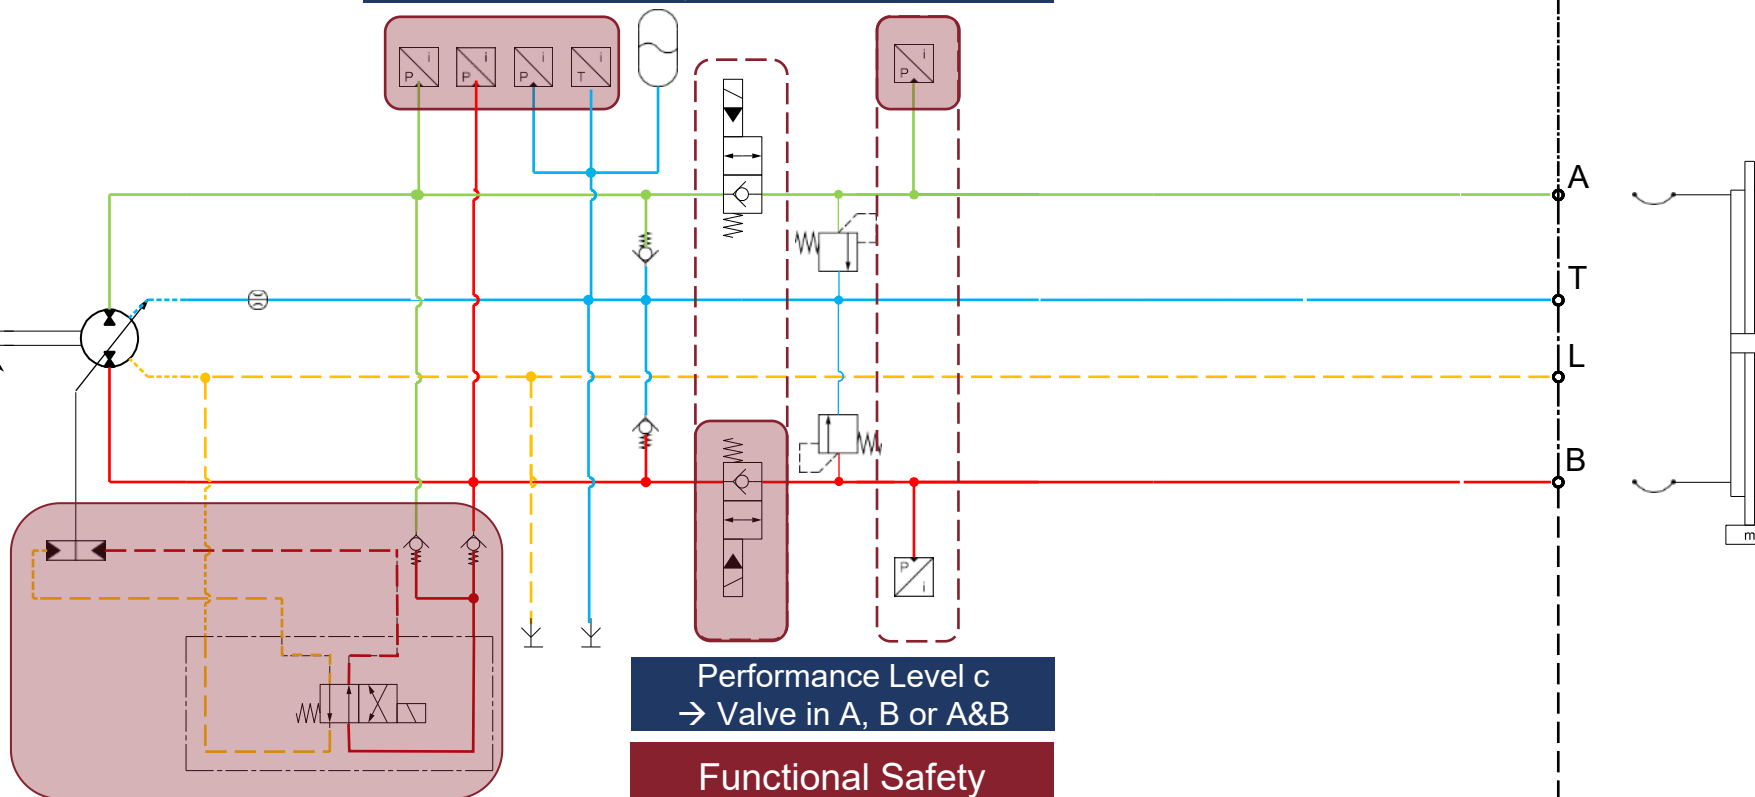 i
P
i
P
i
P
i
T
i
P
A
T
L
B
P
i
m
Performance Level c
→ Valve in A, B or A&B
Functional Safety